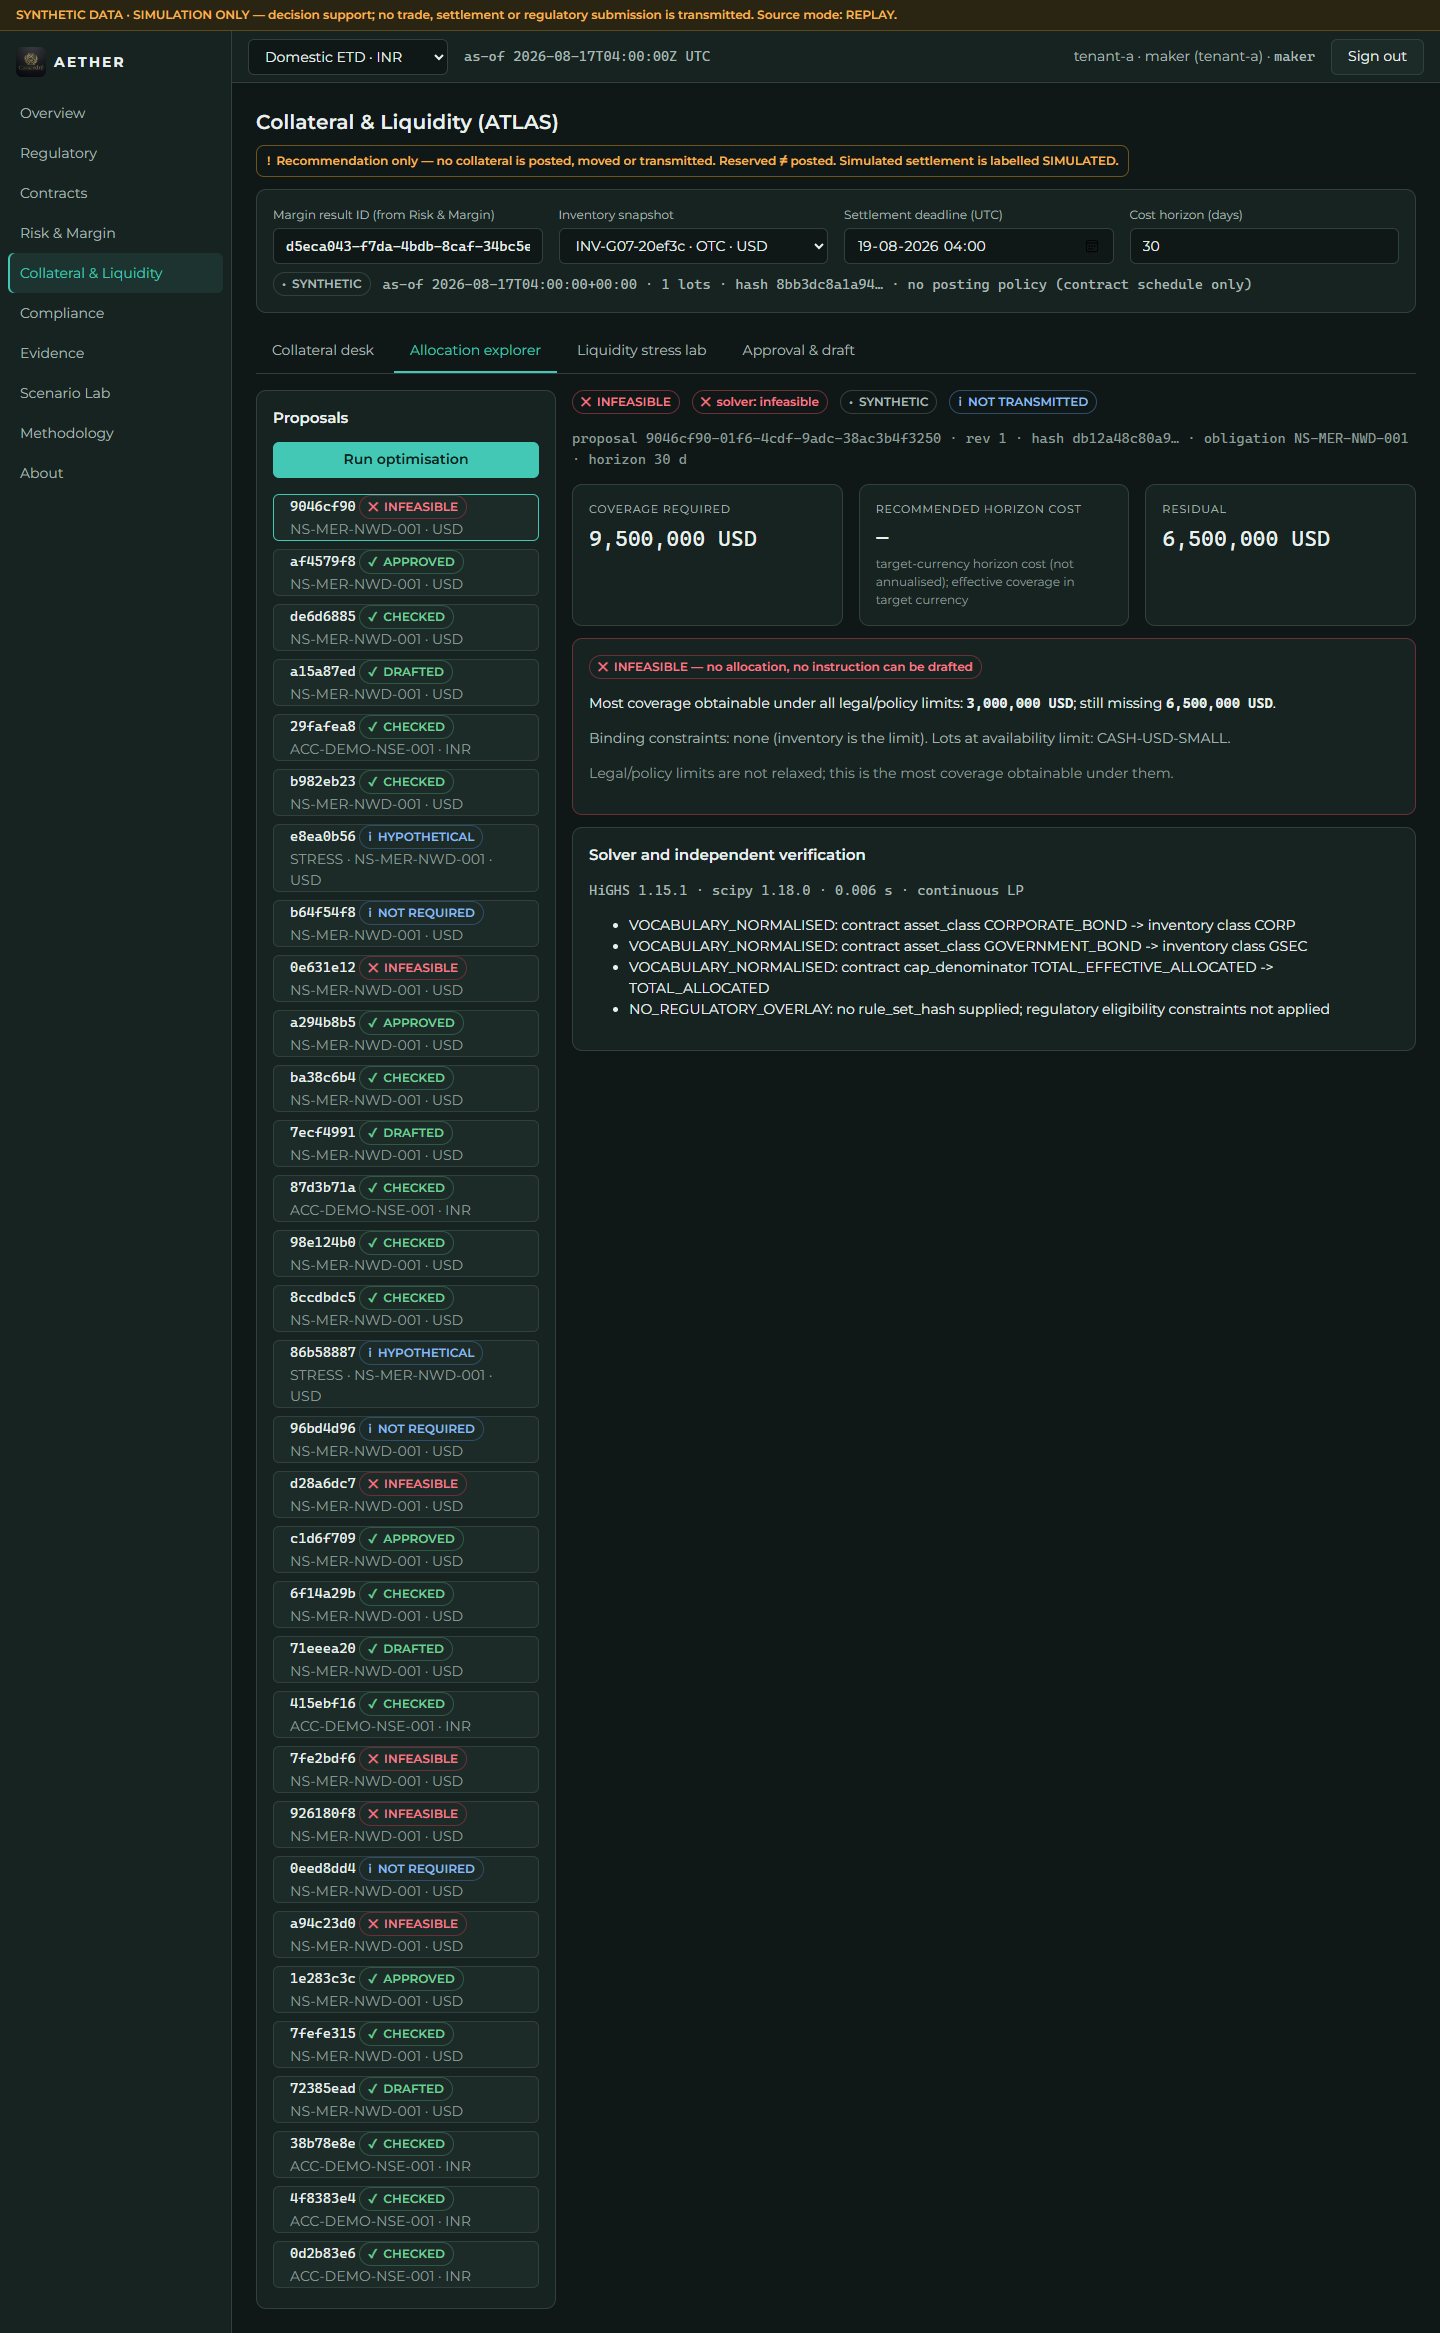 SYNTHETIC DATA · SIMULATION ONLY — decision support; no trade, settlement or regulatory submission is transmitted. Source mode: REPLAY.
AETHER
Domestic ETD · INR
as-of 2026-08-17T04:00:00Z UTC
tenant-a · maker (tenant-a) · maker
Sign out
Overview
Regulatory
Contracts
Risk & Margin
Collateral & Liquidity
Compliance
Evidence
Scenario Lab
Methodology
About
Collateral & Liquidity (ATLAS)
! Recommendation only — no collateral is posted, moved or transmitted. Reserved ≠ posted. Simulated settlement is labelled SIMULATED.
Margin result ID (from Risk & Margin)
Inventory snapshot
Settlement deadline (UTC)
Cost horizon (days)
d5eca043-f7da-4bdb-8caf-34bc5e
INV-G07-20ef3c · OTC · USD
19-08-2026 04:00
30
• SYNTHETIC as-of 2026-08-17T04:00:00+00:00 · 1 lots · hash 8bb3dc8a1a94… · no posting policy (contract schedule only)
Collateral desk
Allocation explorer
Liquidity stress lab
Approval & draft
Proposals
Run optimisation
9046cf90 ✕ INFEASIBLE
NS-MER-NWD-001 · USD
af4579f8 ✓ APPROVED
NS-MER-NWD-001 · USD
de6d6885 ✓ CHECKED
NS-MER-NWD-001 · USD
a15a87ed ✓ DRAFTED
NS-MER-NWD-001 · USD
29fafea8 ✓ CHECKED
ACC-DEMO-NSE-001 · INR
b982eb23 ✓ CHECKED
NS-MER-NWD-001 · USD
e8ea0b56 i HYPOTHETICAL
STRESS · NS-MER-NWD-001 ·
USD
b64f54f8 i NOT REQUIRED
NS-MER-NWD-001 · USD
0e631e12 ✕ INFEASIBLE
NS-MER-NWD-001 · USD
a294b8b5 ✓ APPROVED
NS-MER-NWD-001 · USD
ba38c6b4 ✓ CHECKED
NS-MER-NWD-001 · USD
7ecf4991 ✓ DRAFTED
NS-MER-NWD-001 · USD
87d3b71a ✓ CHECKED
ACC-DEMO-NSE-001 · INR
98e124b0 ✓ CHECKED
NS-MER-NWD-001 · USD
8ccdbdc5 ✓ CHECKED
NS-MER-NWD-001 · USD
86b58887 i HYPOTHETICAL
STRESS · NS-MER-NWD-001 ·
USD
96bd4d96 i NOT REQUIRED
NS-MER-NWD-001 · USD
d28a6dc7 ✕ INFEASIBLE
NS-MER-NWD-001 · USD
c1d6f709 ✓ APPROVED
NS-MER-NWD-001 · USD
6f14a29b ✓ CHECKED
NS-MER-NWD-001 · USD
71eeea20 ✓ DRAFTED
NS-MER-NWD-001 · USD
415ebf16 ✓ CHECKED
ACC-DEMO-NSE-001 · INR
7fe2bdf6 ✕ INFEASIBLE
NS-MER-NWD-001 · USD
926180f8 ✕ INFEASIBLE
NS-MER-NWD-001 · USD
0eed8dd4 i NOT REQUIRED
NS-MER-NWD-001 · USD
a94c23d0 ✕ INFEASIBLE
NS-MER-NWD-001 · USD
1e283c3c ✓ APPROVED
NS-MER-NWD-001 · USD
7fefe315 ✓ CHECKED
NS-MER-NWD-001 · USD
72385ead ✓ DRAFTED
NS-MER-NWD-001 · USD
38b78e8e ✓ CHECKED
ACC-DEMO-NSE-001 · INR
4f8383e4 ✓ CHECKED
ACC-DEMO-NSE-001 · INR
0d2b83e6 ✓ CHECKED
ACC-DEMO-NSE-001 · INR
✕ INFEASIBLE ✕ solver: infeasible • SYNTHETIC i NOT TRANSMITTED
proposal 9046cf90-01f6-4cdf-9adc-38ac3b4f3250 · rev 1 · hash db12a48c80a9… · obligation NS-MER-NWD-001
· horizon 30 d
COVERAGE REQUIRED
9,500,000 USD
RECOMMENDED HORIZON COST
—
target-currency horizon cost (not
annualised); effective coverage in
target currency
RESIDUAL
6,500,000 USD
✕ INFEASIBLE — no allocation, no instruction can be drafted
Most coverage obtainable under all legal/policy limits: 3,000,000 USD; still missing 6,500,000 USD.
Binding constraints: none (inventory is the limit). Lots at availability limit: CASH-USD-SMALL.
Legal/policy limits are not relaxed; this is the most coverage obtainable under them.
Solver and independent verification
HiGHS 1.15.1 · scipy 1.18.0 · 0.006 s · continuous LP
• VOCABULARY_NORMALISED: contract asset_class CORPORATE_BOND -> inventory class CORP
• VOCABULARY_NORMALISED: contract asset_class GOVERNMENT_BOND -> inventory class GSEC
• VOCABULARY_NORMALISED: contract cap_denominator TOTAL_EFFECTIVE_ALLOCATED ->
TOTAL_ALLOCATED
• NO_REGULATORY_OVERLAY: no rule_set_hash supplied; regulatory eligibility constraints not applied